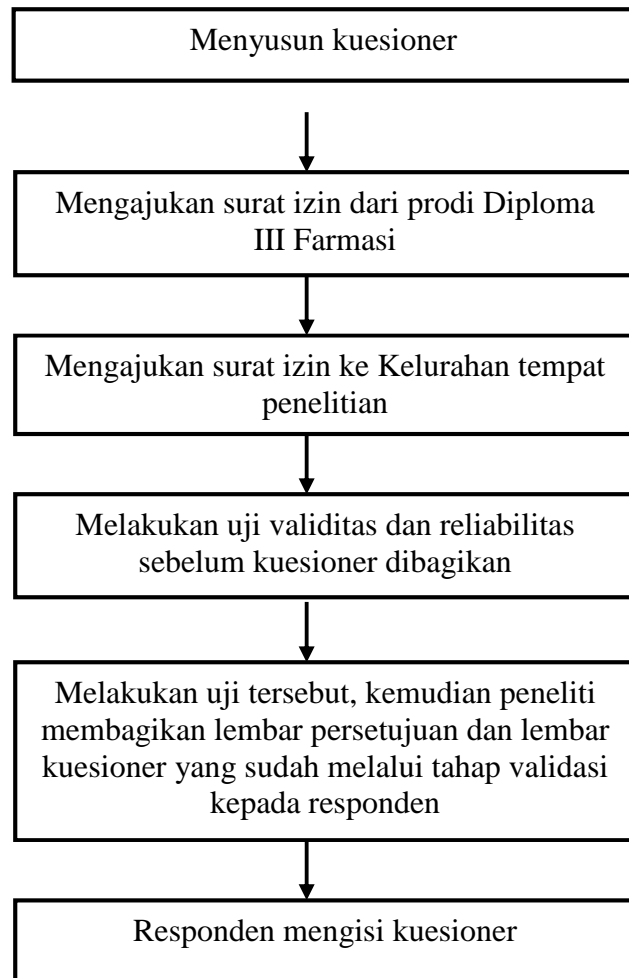 Menyusun kuesioner
Mengajukan surat izin dari prodi Diploma
III Farmasi
Mengajukan surat izin ke Kelurahan tempat
penelitian
Melakukan uji validitas dan reliabilitas
sebelum kuesioner dibagikan
Melakukan uji tersebut, kemudian peneliti
membagikan lembar persetujuan dan lembar
kuesioner yang sudah melalui tahap validasi
kepada responden
Responden mengisi kuesioner